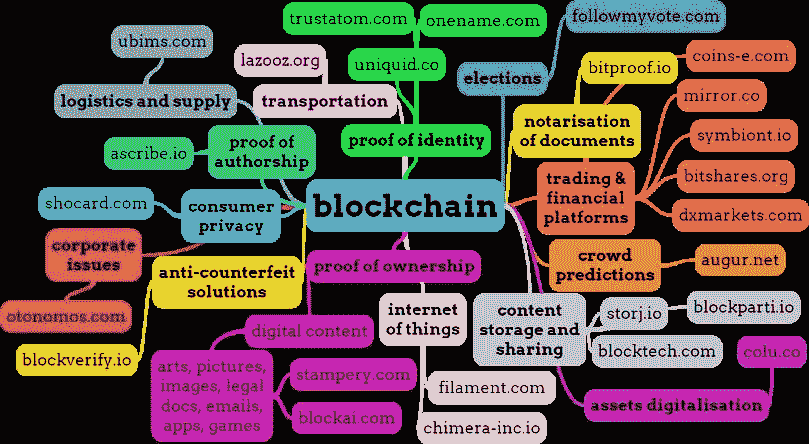 trustatom.com
onename.com
followmyvote.com
ubims.com
lazooz.org
uniquid.co
elections
bitproof.io
coins-e.com
logistics and supply
transportation
mirror.co
notarisation
of documents
proof of
authorship
ascribe.io
proof of identity
symbiont.io
trading &
financial
platforms
bitshares.org
shocard.com
consumer
privacy
blockchain
dxmarkets.com
corporate
issues
anti-counterfeit
solutions
proof of ownership
crowd
predictions
augur.net
otonomos.com
digital content
internet
of things
content
storage and
sharing
storj.io
blockparti.io
blockverify.io
blocktech.com
colu.co
arts, pictures,
images, legal
docs, emails,
apps, games
stampery.com
blockai.com
filament.com
chimera-inc.io
assets digitalisation